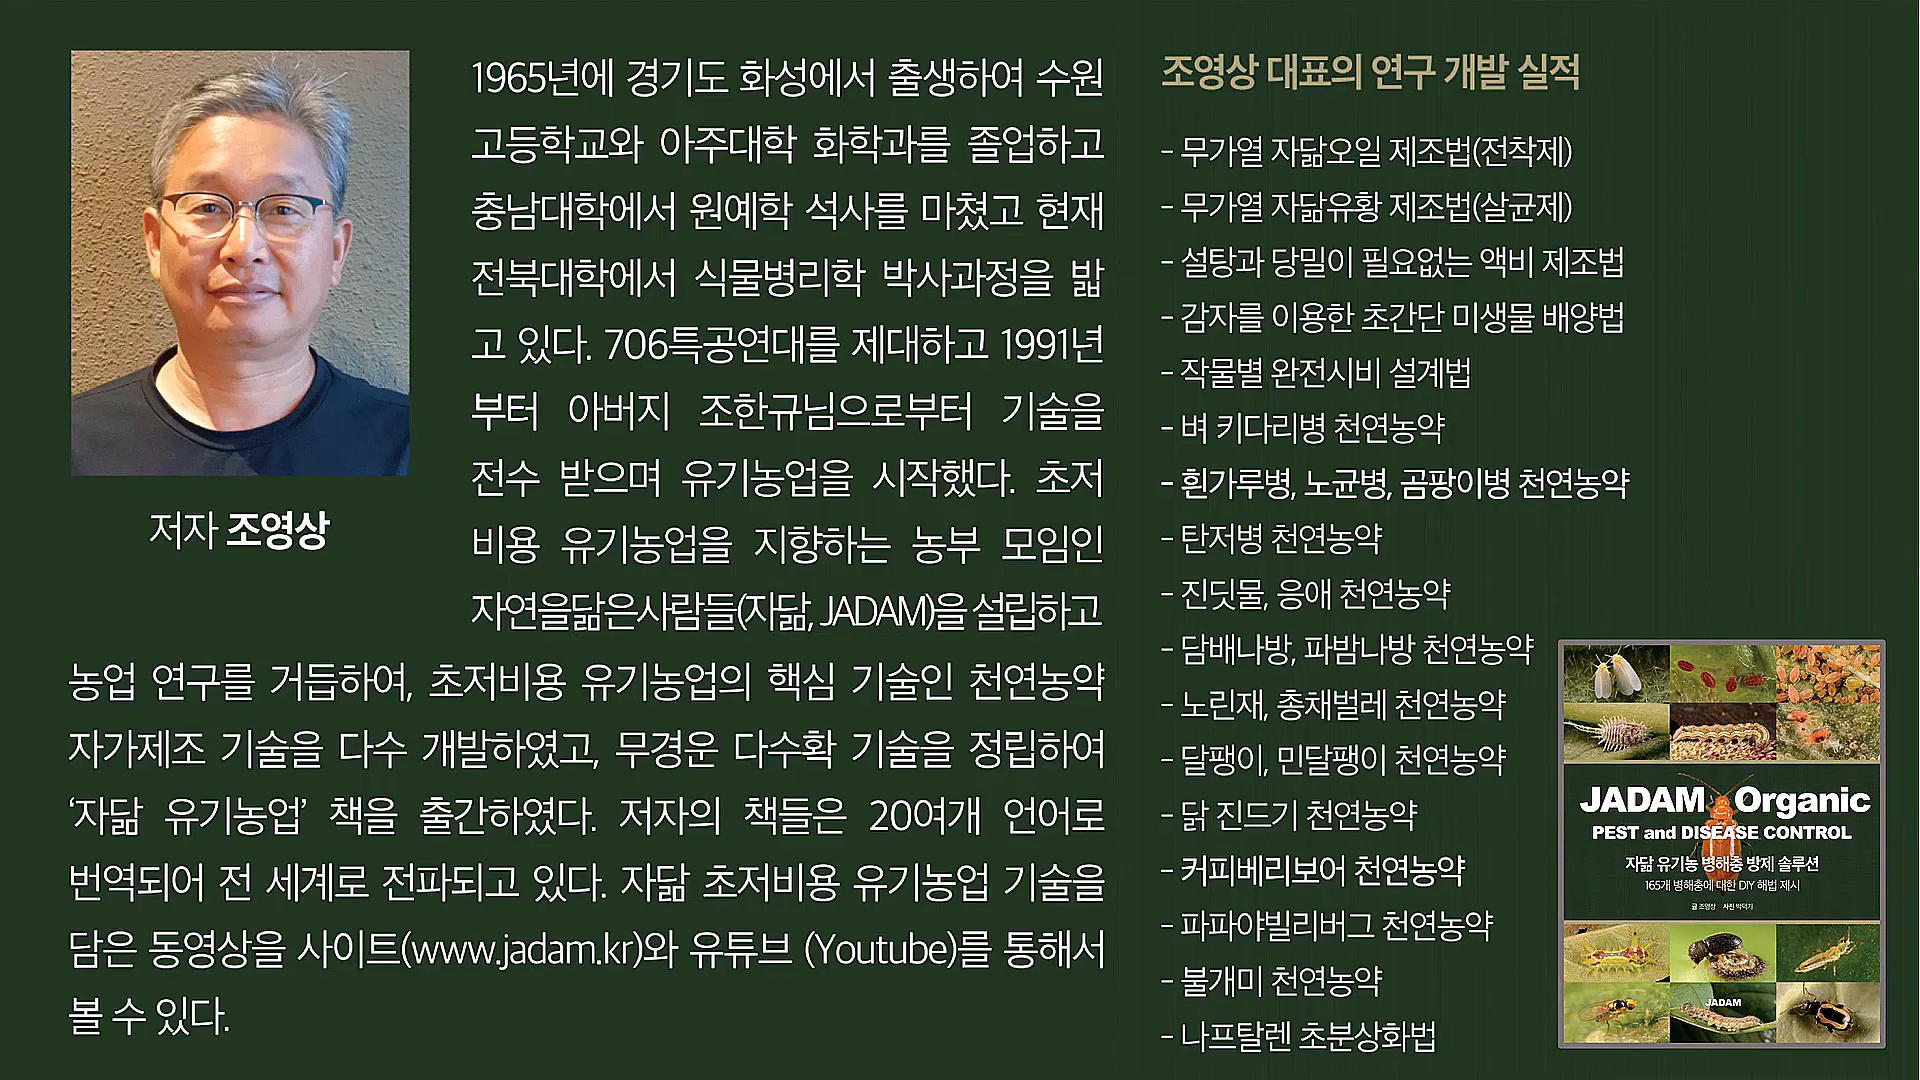 저자 조영상
1965년에 경기도 화성에서 출생하여 수원
고등학교와 아주대학 화학과를 졸업하고
충남대학에서 원예학 석사를 마쳤고 현재
전북대학에서 식물병리학 박사과정을 밟
고 있다. 706특공연대를 제대하고 1991년
부터 아버지 조한규님으로부터 기술을
전수 받으며 유기농업을 시작했다. 초저
비용 유기농업을 지향하는 농부 모임인
자연을닮은사람들(자닮, JADAM)을 설립하고
농업 연구를 거듭하여, 초저비용 유기농업의 핵심 기술인 천연농약
자가제조 기술을 다수 개발하였고, 무경운 다수확 기술을 정립하여
‘자닮 유기농업’ 책을 출간하였다. 저자의 책들은 20여개 언어로
번역되어 전 세계로 전파되고 있다. 자닮 초저비용 유기농업 기술을
담은 동영상을 사이트(www.jadam.kr)와 유튜브 (Youtube)를 통해서
볼 수 있다.
조영상 대표의 연구 개발 실적
- 무가열 자닮오일 제조법(전착제)
- 무가열 자닮유황 제조법(살균제)
- 설탕과 당밀이 필요없는 액비 제조법
- 감자를 이용한 초간단 미생물 배양법
- 작물별 완전시비 설계법
- 벼 키다리병 천연농약
- 흰가루병, 노균병, 곰팡이병 천연농약
- 탄저병 천연농약
- 진딧물, 응애 천연농약
- 담배나방, 파밤나방 천연농약
- 노린재, 총채벌레 천연농약
- 달팽이, 민달팽이 천연농약
- 닭 진드기 천연농약
- 커피베리보어 천연농약
- 파파야빌리버그 천연농약
- 불개미 천연농약
- 나프탈렌 초분상화법
JADAM Organic
PEST and DISEASE CONTROL
자닮 유기농 병해충 방제 솔루션
165개 병해충에 대한 DIY 해법 제시
글 조영상 사진 박덕기
JADAM